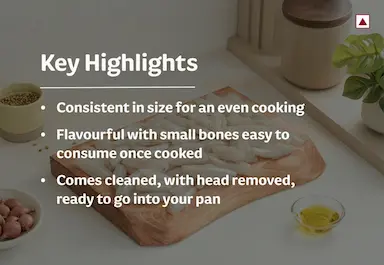 Key Highlights
• Consistent in size for an even cooking
• Flavourful with small bones easy to
consume once cooked
• Comes cleaned, with head removed,
ready to go into your pan